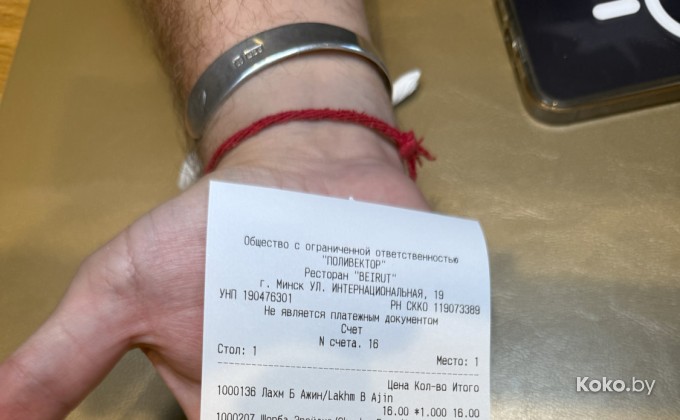 Общество с ограниченной ответственностью
"ПОЛИВЕКТОР"
Ресторан "BEIRUT"
г. Минск УЛ. ИНТЕРНАЦИОНАЛЬНАЯ, 19
УНП 190476301 РН СККО 119073389
Не является платежным документом
Счет
N счета. 16
Стол: 1 Место: 1
Цена Кол-во Итого
1000136 Лахм Б Ажин/Lakhm B Ajin
16.00 *1.000 16.00
1000207
Koko.by